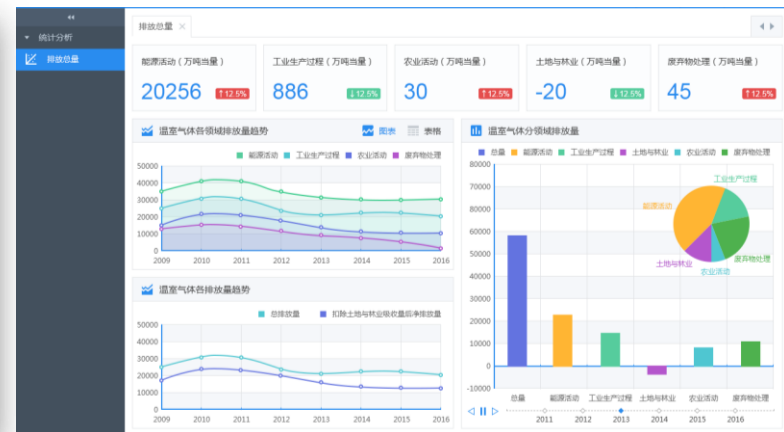 统计分析
排放总量
排放总量
能源活动（万吨当量）
20256
↑12.5%
工业生产过程（万吨当量）
886
↓12.5%
农业活动（万吨当量）
30
↑12.5%
土地与林业（万吨当量）
-20
↓12.5%
废弃物处理（万吨当量）
45
↑12.5%
温室气体各领域排放量趋势
图表
表格
能源活动 工业生产过程 农业活动 废弃物处理
50000
40000
30000
20000
10000
0
2009 2010 2011 2012 2013 2014 2015 2016
温室气体各排放量趋势
总排放量 扣除土地与林业吸收量后净排放量
50000
40000
30000
20000
10000
0
2009 2010 2011 2012 2013 2014 2015 2016
温室气体分领域排放量
总量 能源活动 工业生产过程 土地与林业 农业活动 废弃物处理
80000
70000
60000
50000
40000
30000
20000
10000
0
-10000
工业生产过程
能源活动
废弃物处理
土地与林业
农业活动
总量 能源活动 工业生产过程 土地与林业 农业活动 废弃物处理
2011 2012 2013 2014 2015 2016